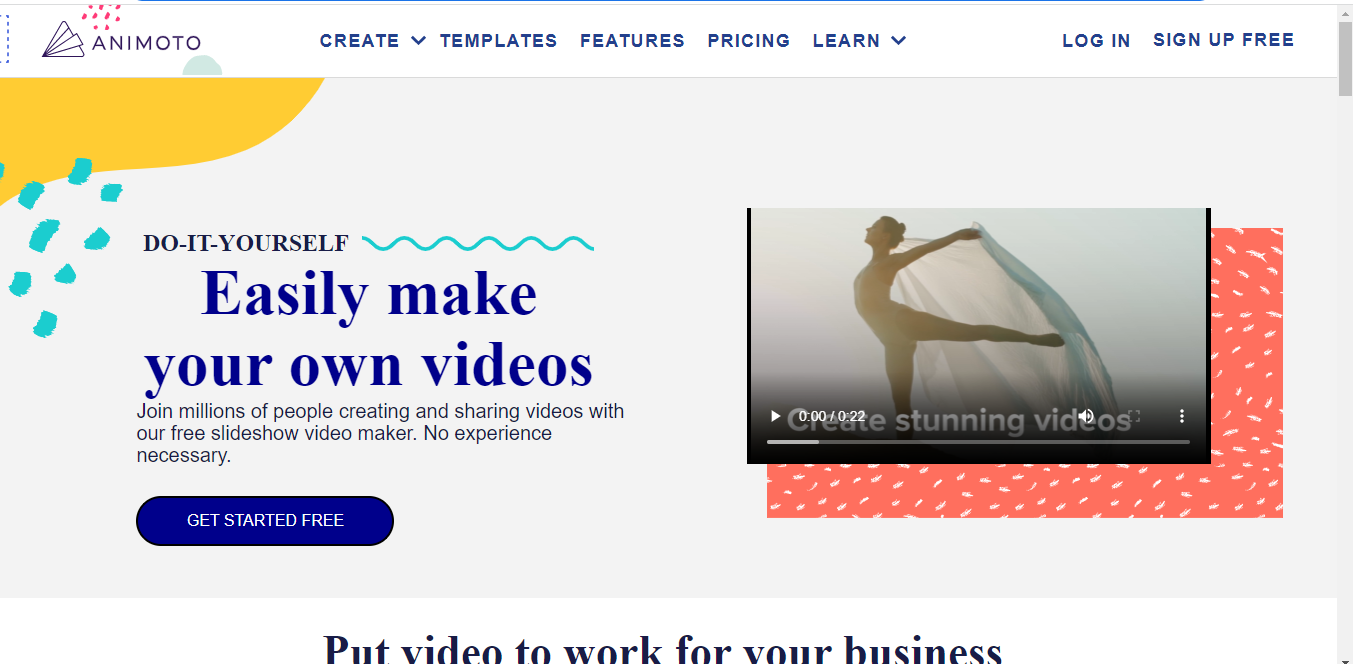 ANIMOTO
CREATE TEMPLATES FEATURES PRICING LEARN
LOG IN SIGN UP FREE
DO-IT-YOURSELF
Easily make
your own videos
Join millions of people creating and sharing videos with
our free slideshow video maker. No experience
necessary.
GET STARTED FREE
Create stunning videos
0:00 / 0:22
Put video to work for your business